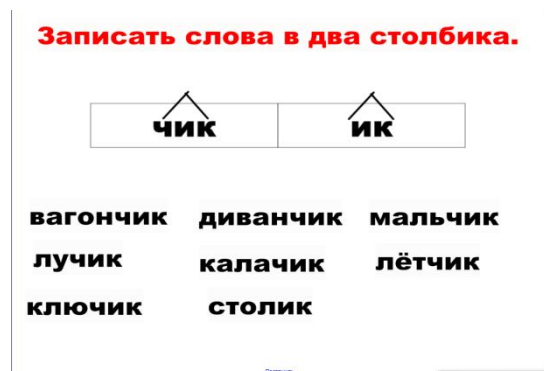 Записать слова в два столбика.
чик ик
вагончик диванчик мальчик
лучик калачик лётчик
ключик столик